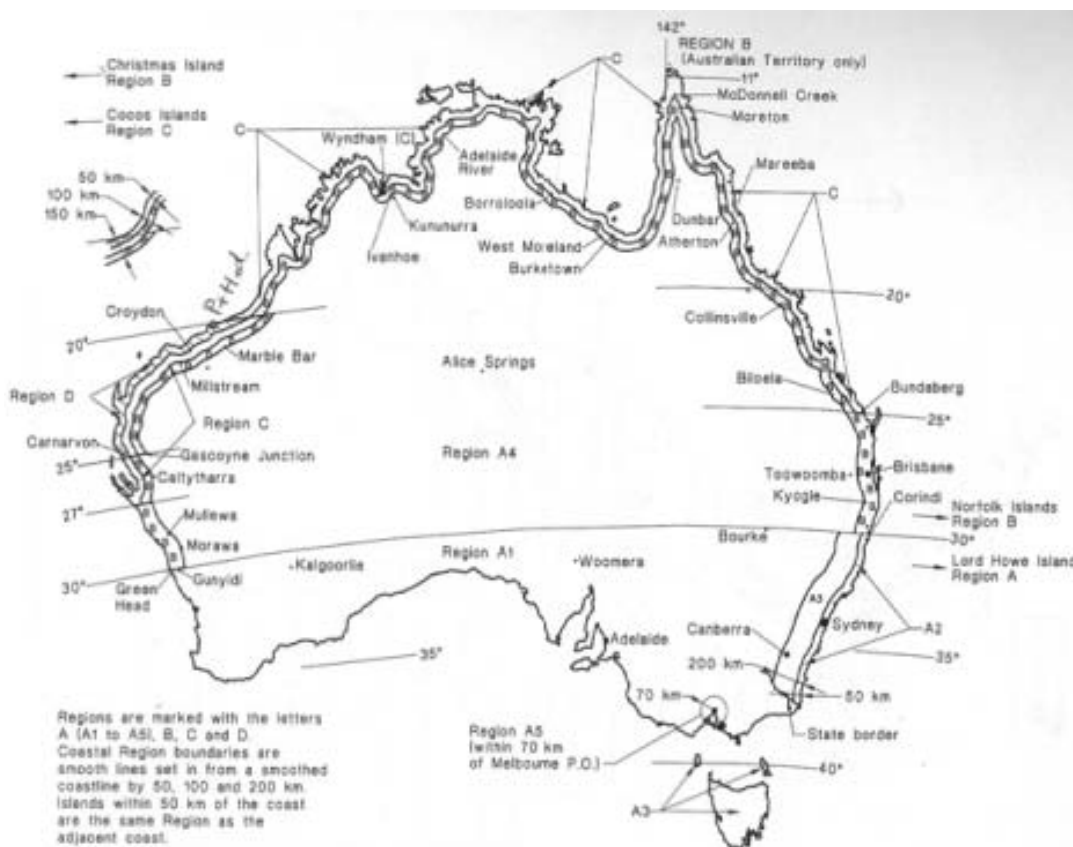 142°
REGION B
(Australian Territory only)
11°
McDonnell Creek
Moreton
C
Christmas Island
Region B
Cocos Islands
Region C
C
Wyndham (C)
Adelaide
River
Mareeba
50 km
100 km
150 km
Borroloola
Kununurra
Ivanhoe
West Moreland
Burketown
Dunbar
Atherton
C
Croydon
20°
Marble Bar
Millstream
Alice Springs
Collinsville
20°
Region D
Region C
Biloela
Bundaberg
25°
Carnarvon
25°
Gascoyne Junction
Callytharra
Region A4
Toowoomba
Brisbane
Kyogle
Corindi
27°
Mullewa
Morawa
Norfolk Islands
Region B
30°
Bourke
Region A1
Woomera
Kalgoorlie
30°
Green
Head
Gunyidi
Lord Howe Island
Region A
A3
Sydney
A2
Canberra
Adelaide
35°
35°
200 km
50 km
70 km
Region A5
(within 70 km
of Melbourne P.O.)
State border
40°
A3
Regions are marked with the letters
A (A1 to A5), B, C and D.
Coastal Region boundaries are
smooth lines set in from a smoothed
coastline by 50, 100 and 200 km.
Islands within 50 km of the coast
are the same Region as the
adjacent coast.